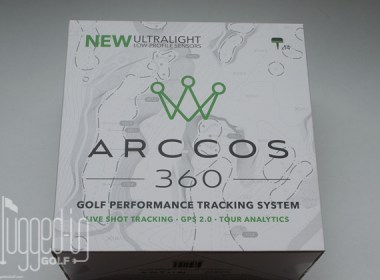 NEW ULTRALIGHT
LOW-PROFILE SENSORS
ARCCOS
360
GOLF PERFORMANCE TRACKING SYSTEM
LIVE SHOT TRACKING • GPS 2.0 • TOUR ANALYTICS
Plugged-in
GOLF